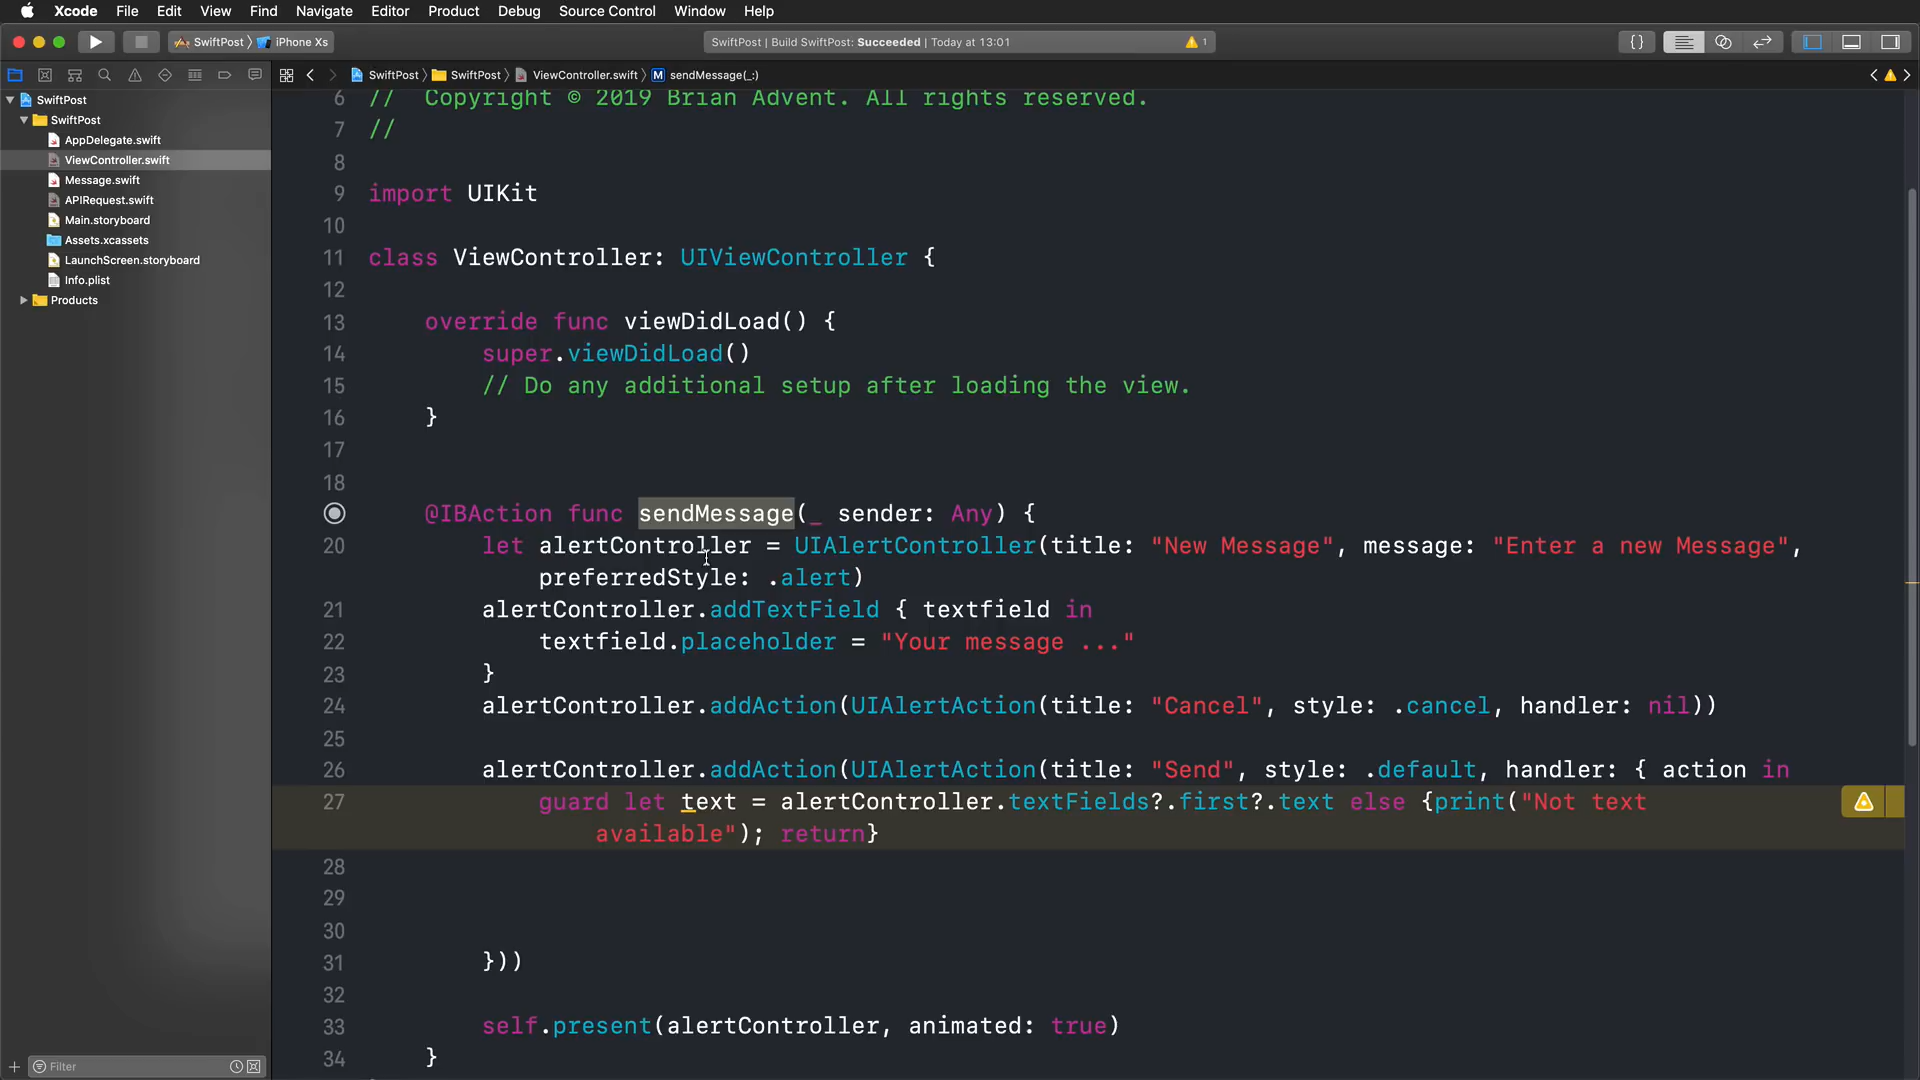 Xcode File Edit View Find Navigate Editor Product Debug Source Control Window Help
SwiftPost iPhone Xs
SwiftPost | Build SwiftPost: Succeeded | Today at 13:01
1
{}
SwiftPost SwiftPost ViewController.swift M sendMessage(_:)
SwiftPost
SwiftPost
AppDelegate.swift
ViewController.swift
Message.swift
APIRequest.swift
Main.storyboard
Assets.xcassets
LaunchScreen.storyboard
Info.plist
Products
Filter
6 // Copyright © 2019 Brian Advent. All rights reserved.
7 //
8
9 import UIKit
10
11 class ViewController: UIViewController {
12
13 override func viewDidLoad() {
14 super.viewDidLoad()
15 // Do any additional setup after loading the view.
16 }
17
18
@IBAction func sendMessage(_ sender: Any) {
20 let alertController = UIAlertController(title: "New Message", message: "Enter a new Message",
preferredStyle: .alert)
21 alertController.addTextField { textfield in
22 textfield.placeholder = "Your message ..."
23 }
24 alertController.addAction(UIAlertAction(title: "Cancel", style: .cancel, handler: nil))
25
26 alertController.addAction(UIAlertAction(title: "Send", style: .default, handler: { action in
27 guard let text = alertController.textFields?.first?.text else {print("Not text
available"); return}
28
29
30
31 }))
32
33 self.present(alertController, animated: true)
34 }